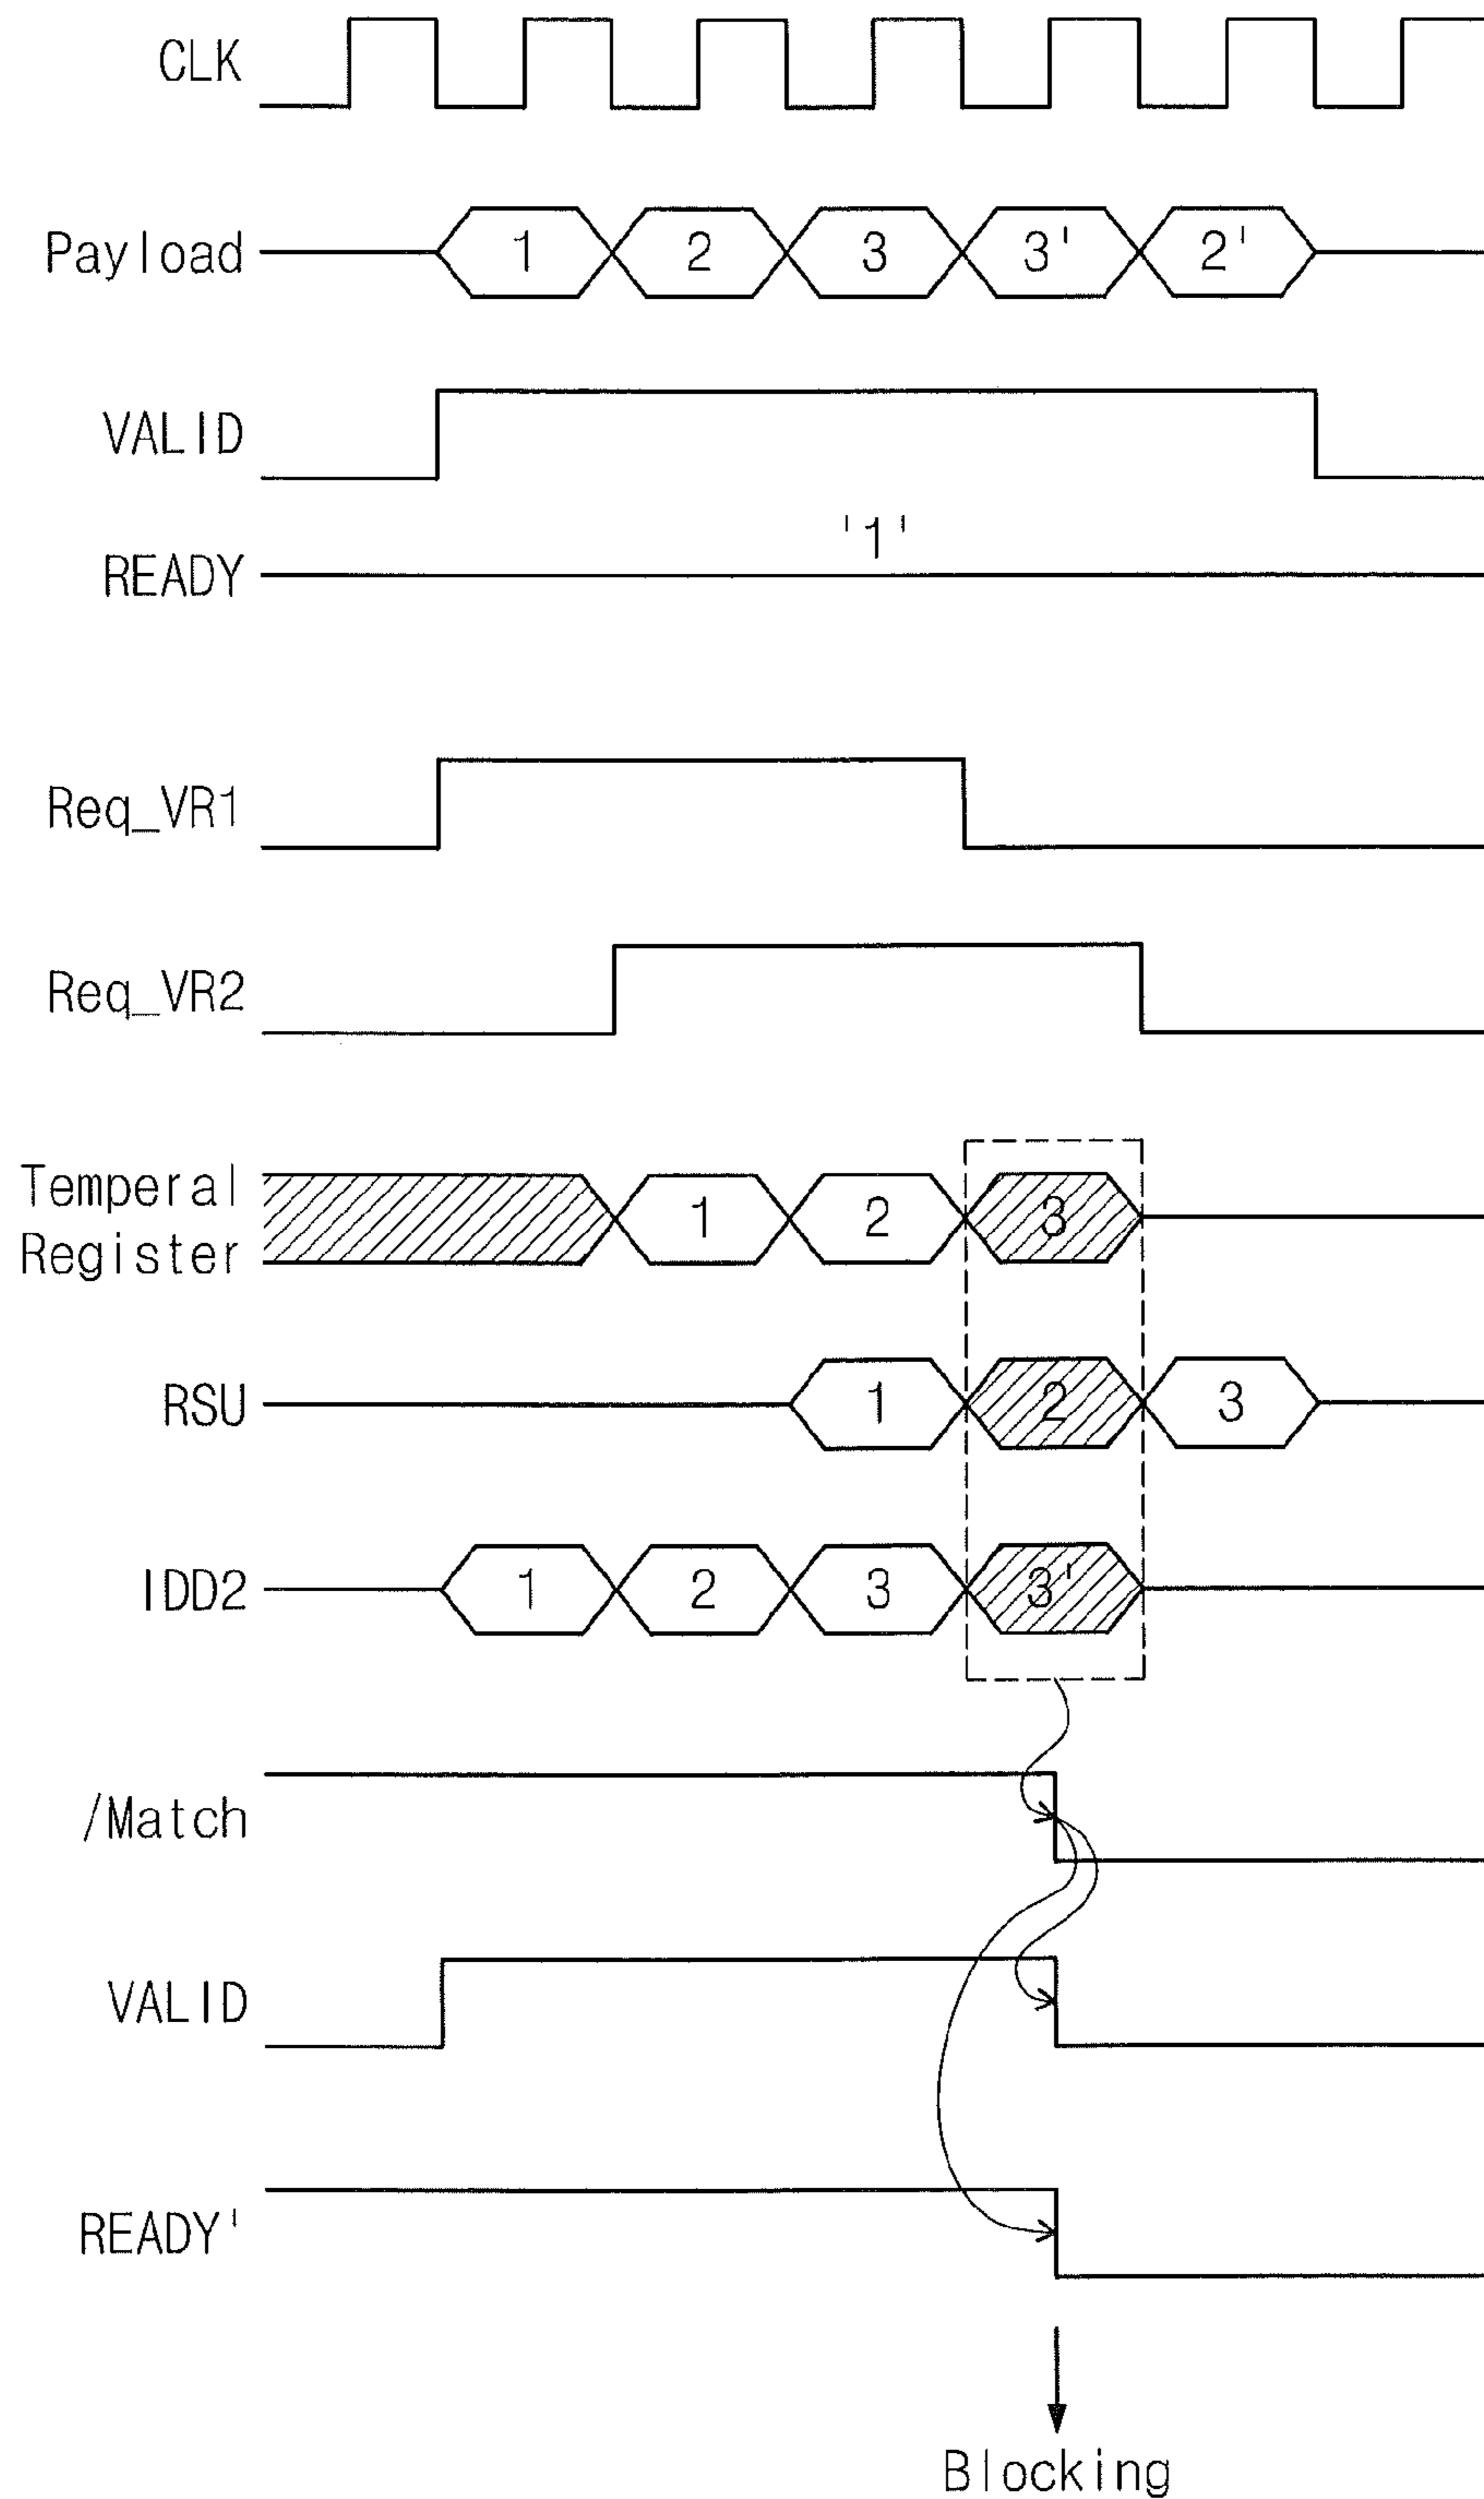 CLK
Payload 1 2 3 3' 2'
VALID
'1'
READY
Req_VR1
Req_VR2
Temperal
Register
1 2 3
RSU 1 2 3
IDD2 1 2 3 3'
/Match
VALID
READY'
Blocking